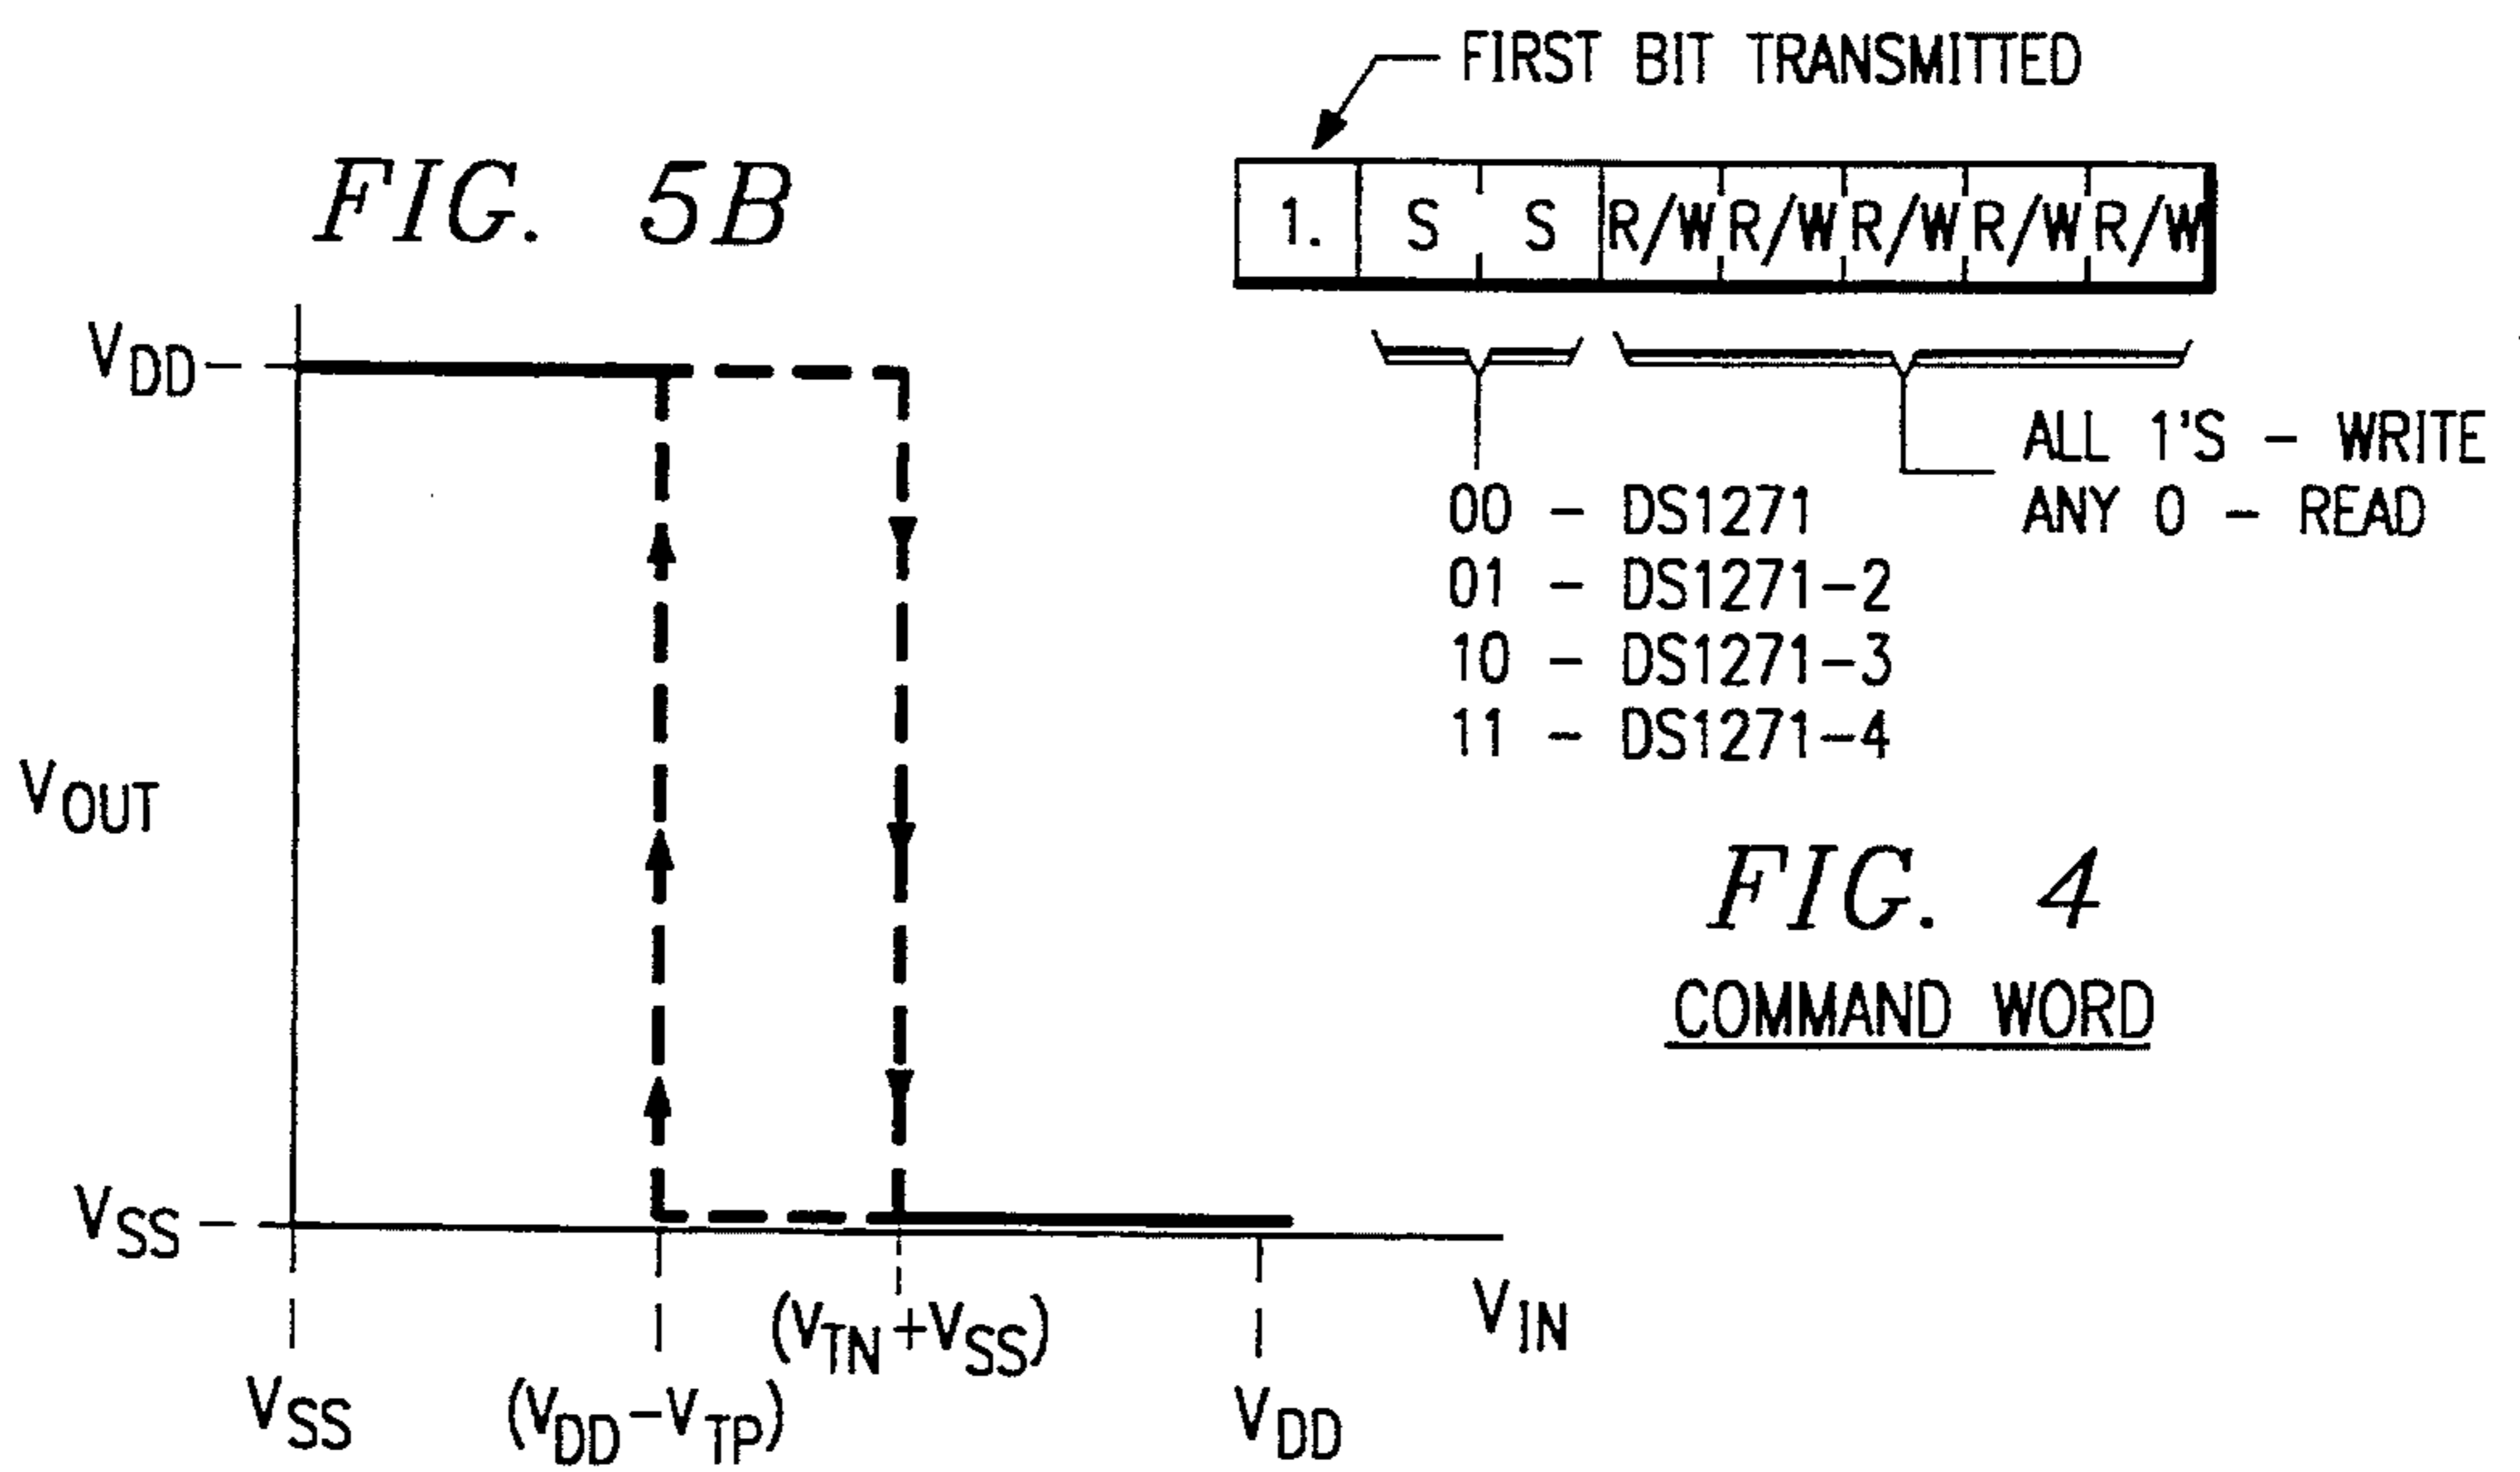 FIRST BIT TRANSMITTED
1. S S R/W R/W R/W R/W R/W
ALL 1'S – WRITE
ANY 0 – READ
00 – DS1271
01 – DS1271–2
10 – DS1271–3
11 – DS1271–4
FIG. 4
COMMAND WORD
FIG. 5B
VDD
VOUT
VSS
VSS
(VDD–VTP)
(VTN+VSS)
VDD
VIN